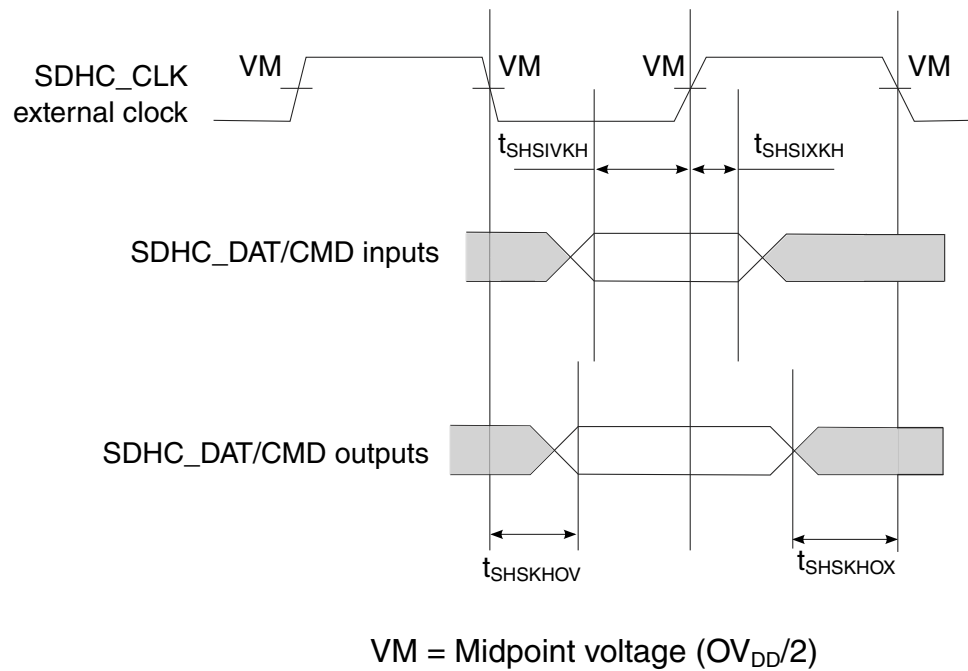 SDHC_CLK
external clock
VM
VM
VM
VM
tSHSIVKH
tSHSIXKH
SDHC_DAT/CMD inputs
SDHC_DAT/CMD outputs
tSHSKHOV
tSHSKHOX
VM = Midpoint voltage (OVDD/2)